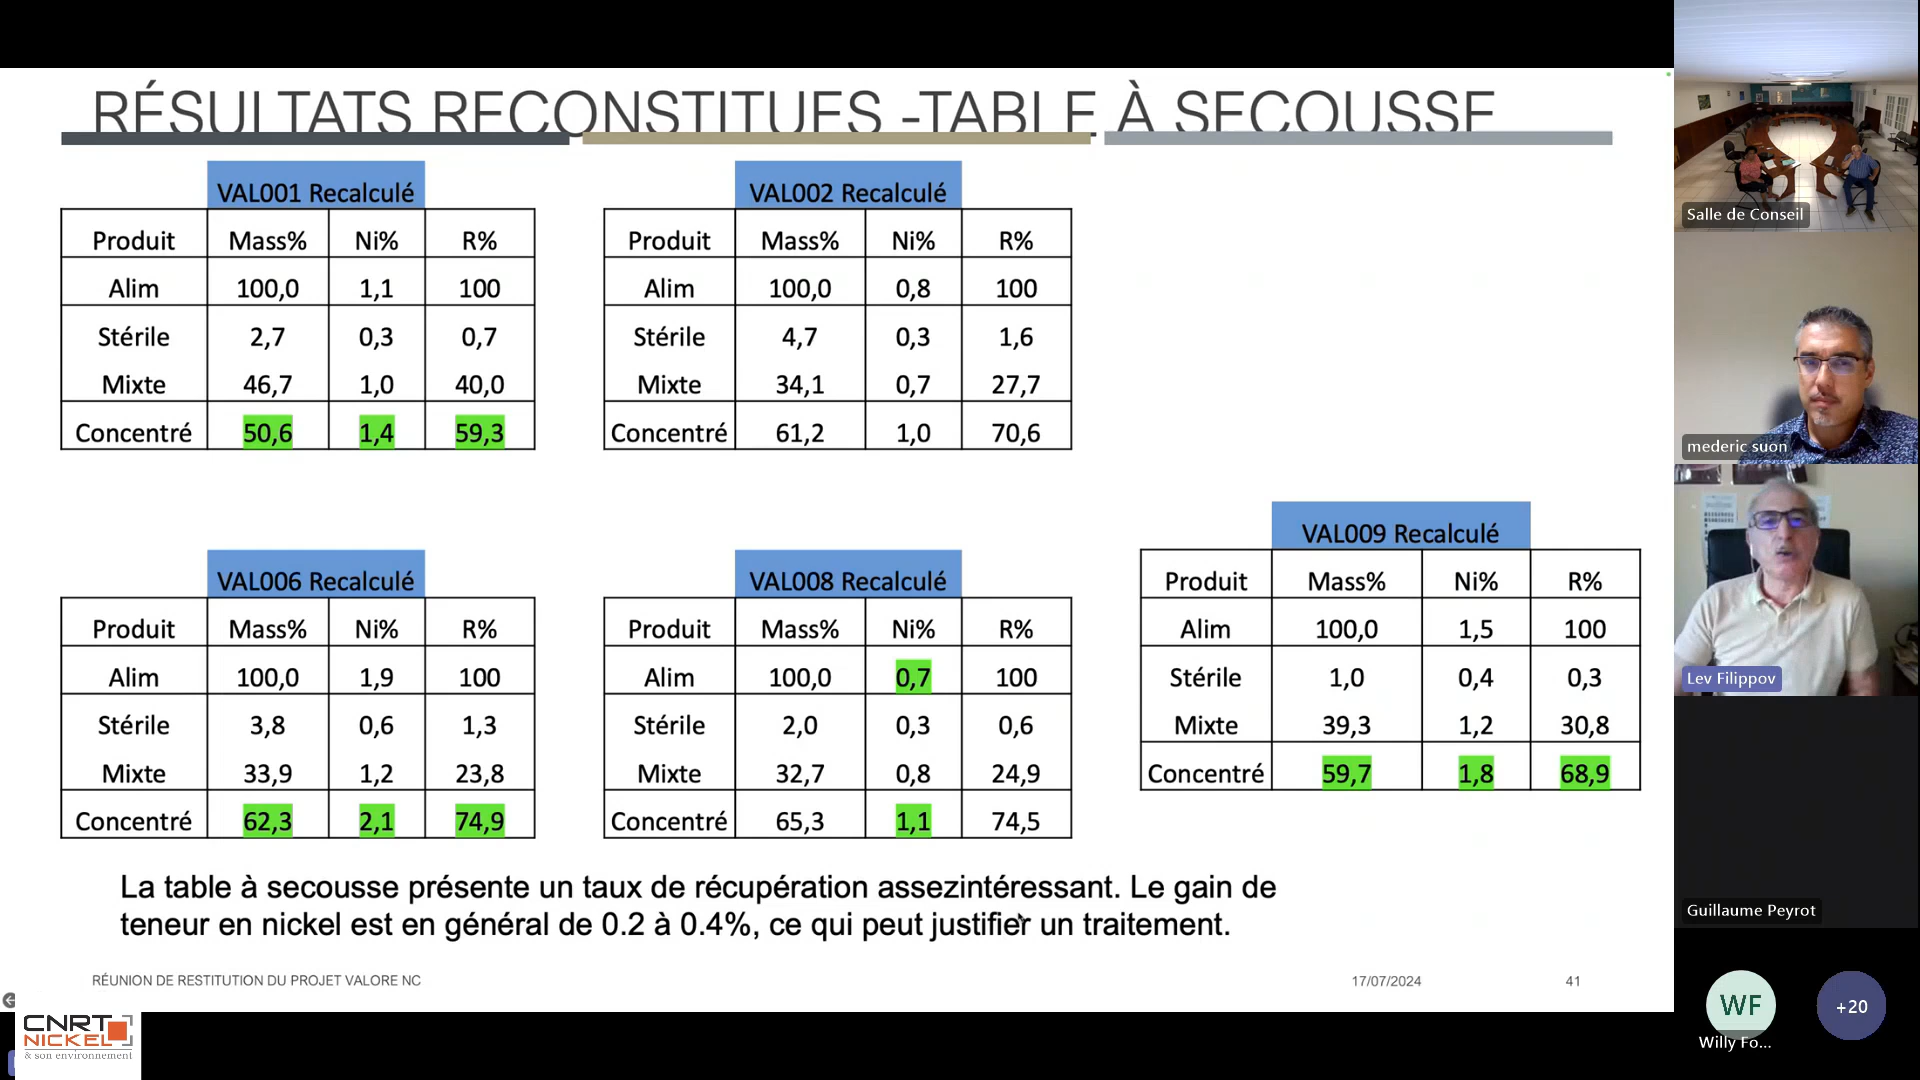 RÉSULTATS RECONSTITUES -TABLE À SECOUSSE
VAL001 Recalculé
Produit Mass% Ni% R%
Alim 100,0 1,1 100
Stérile 2,7 0,3 0,7
Mixte 46,7 1,0 40,0
Concentré 50,6 1,4 59,3
VAL002 Recalculé
Produit Mass% Ni% R%
Alim 100,0 0,8 100
Stérile 4,7 0,3 1,6
Mixte 34,1 0,7 27,7
Concentré 61,2 1,0 70,6
VAL006 Recalculé
Produit Mass% Ni% R%
Alim 100,0 1,9 100
Stérile 3,8 0,6 1,3
Mixte 33,9 1,2 23,8
Concentré 62,3 2,1 74,9
VAL008 Recalculé
Produit Mass% Ni% R%
Alim 100,0 0,7 100
Stérile 2,0 0,3 0,6
Mixte 32,7 0,8 24,9
Concentré 65,3 1,1 74,5
VAL009 Recalculé
Produit Mass% Ni% R%
Alim 100,0 1,5 100
Stérile 1,0 0,4 0,3
Mixte 39,3 1,2 30,8
Concentré 59,7 1,8 68,9
La table à secousse présente un taux de récupération assezintéressant. Le gain de
teneur en nickel est en général de 0.2 à 0.4%, ce qui peut justifier un traitement.
RÉUNION DE RESTITUTION DU PROJET VALORE NC 17/07/2024 41
CNRT
NICKEL
& son environnement
Salle de Conseil
mederic suon
Lev Filippov
Guillaume Peyrot
WF
+20
Willy Fo...